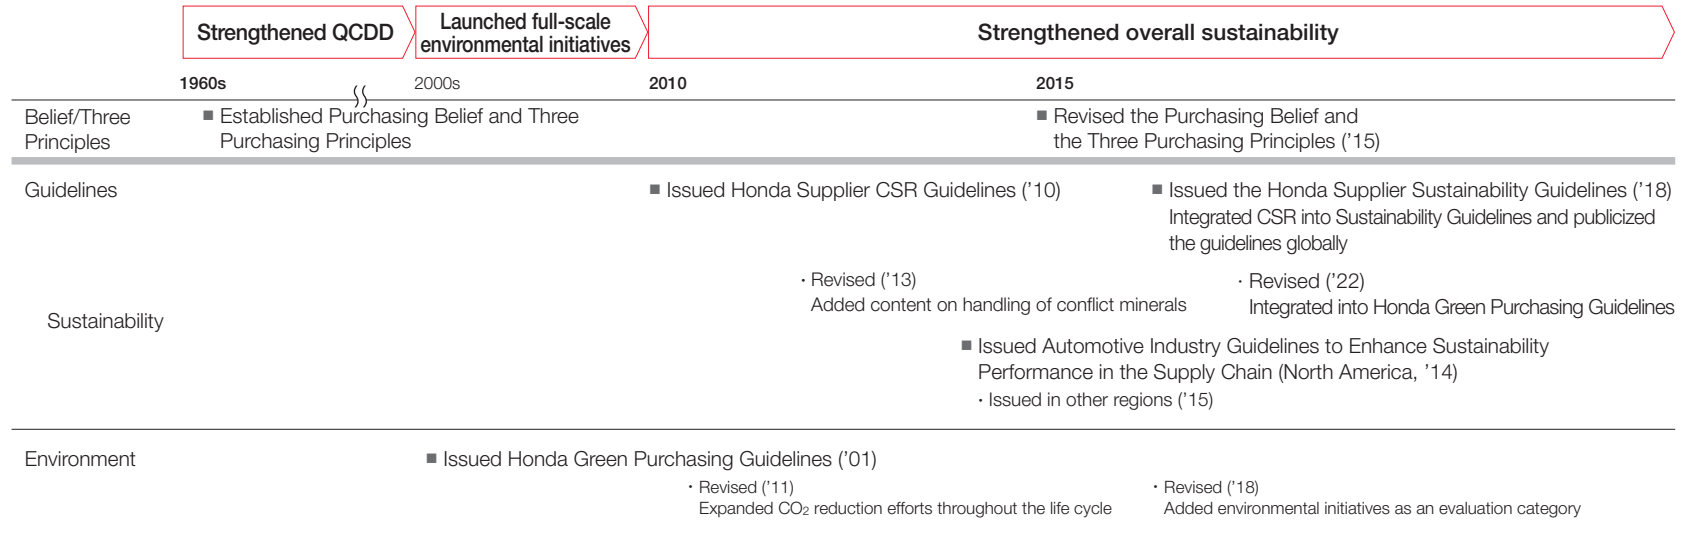 Strengthened QCDD
Launched full-scale
environmental initiatives
Strengthened overall sustainability
1960s
2000s
2010
2015
Belief/Three
Principles
■ Established Purchasing Belief and Three
Purchasing Principles
■ Revised the Purchasing Belief and
the Three Purchasing Principles (’15)
Guidelines
■ Issued Honda Supplier CSR Guidelines (’10)
■ Issued the Honda Supplier Sustainability Guidelines (’18)
Integrated CSR into Sustainability Guidelines and publicized
the guidelines globally
・Revised (’13)
Added content on handling of conflict minerals
・Revised (’22)
Integrated into Honda Green Purchasing Guidelines
Sustainability
■ Issued Automotive Industry Guidelines to Enhance Sustainability
Performance in the Supply Chain (North America, ’14)
・Issued in other regions (’15)
Environment
■ Issued Honda Green Purchasing Guidelines (’01)
・Revised (’11)
Expanded CO₂ reduction efforts throughout the life cycle
・Revised (’18)
Added environmental initiatives as an evaluation category